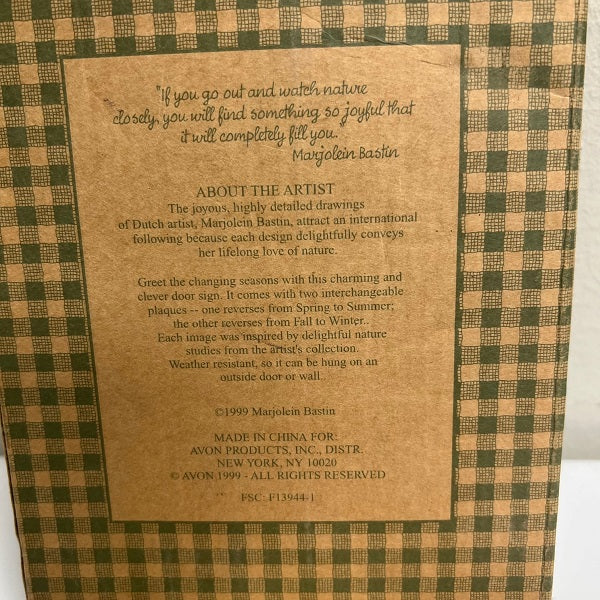 "If you go out and watch nature
closely, you will find something so joyful that
it will completely fill you."
Marjolein Bastin
ABOUT THE ARTIST
The joyous, highly detailed drawings
of Dutch artist, Marjolein Bastin, attract an international
following because each design delightfully conveys
her lifelong love of nature.
Greet the changing seasons with this charming and
clever door sign. It comes with two interchangeable
plaques -- one reverses from Spring to Summer;
the other reverses from Fall to Winter..
Each image was inspired by delightful nature
studies from the artist's collection.
Weather resistant, so it can be hung on an
outside door or wall.
©1999 Marjolein Bastin
MADE IN CHINA FOR:
AVON PRODUCTS, INC., DISTR.
NEW YORK, NY 10020
© AVON 1999 - ALL RIGHTS RESERVED
FSC: F13944-1